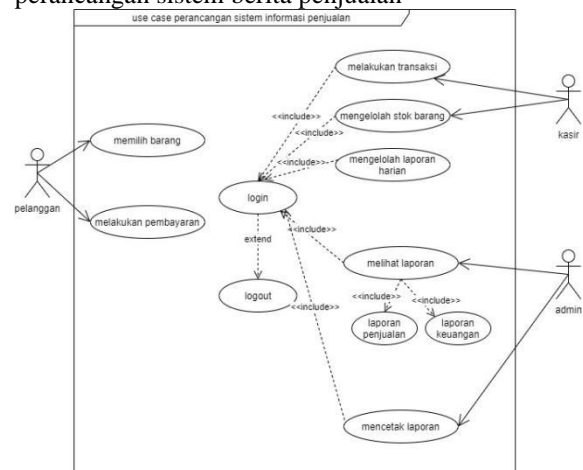 perancangan sistem berita penjualan
use case perancangan sistem informasi penjualan
melakukan transaksi
<<include>>
mengelolah stok barang
kasir
<<include>>
memilih barang
mengelolah laporan
harian
<<include>>
pelanggan
login
melakukan pembayaran
extend
<<include>>
melihat laporan
logout
<<include>>
<<include>>
<<include>>
admin
laporan
penjualan
laporan
keuangan
mencetak laporan